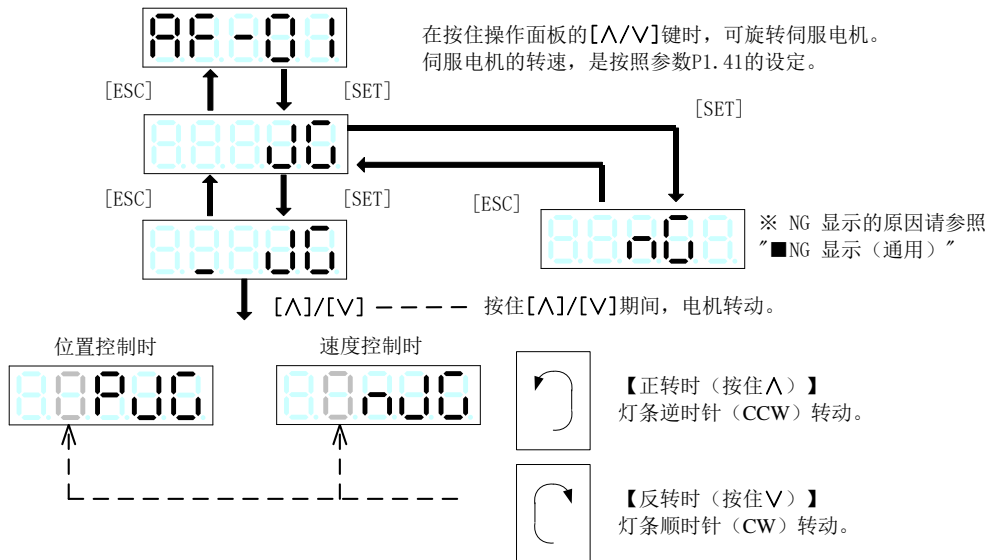 AF-01
在按住操作面板的[∧/∨]键时，可旋转伺服电机。
伺服电机的转速，是按照参数P1.41的设定。
[ESC] [SET]
[SET]
JG
[ESC] [SET] [ESC]
_ JG
nG
※ NG 显示的原因请参照
"■NG 显示（通用）"
[∧]/[∨] 按住[∧]/[∨]期间，电机转动。
位置控制时 速度控制时
PJG
nJG
【正转时（按住∧）】
灯条逆时针（CCW）转动。
【反转时（按住∨）】
灯条顺时针（CW）转动。